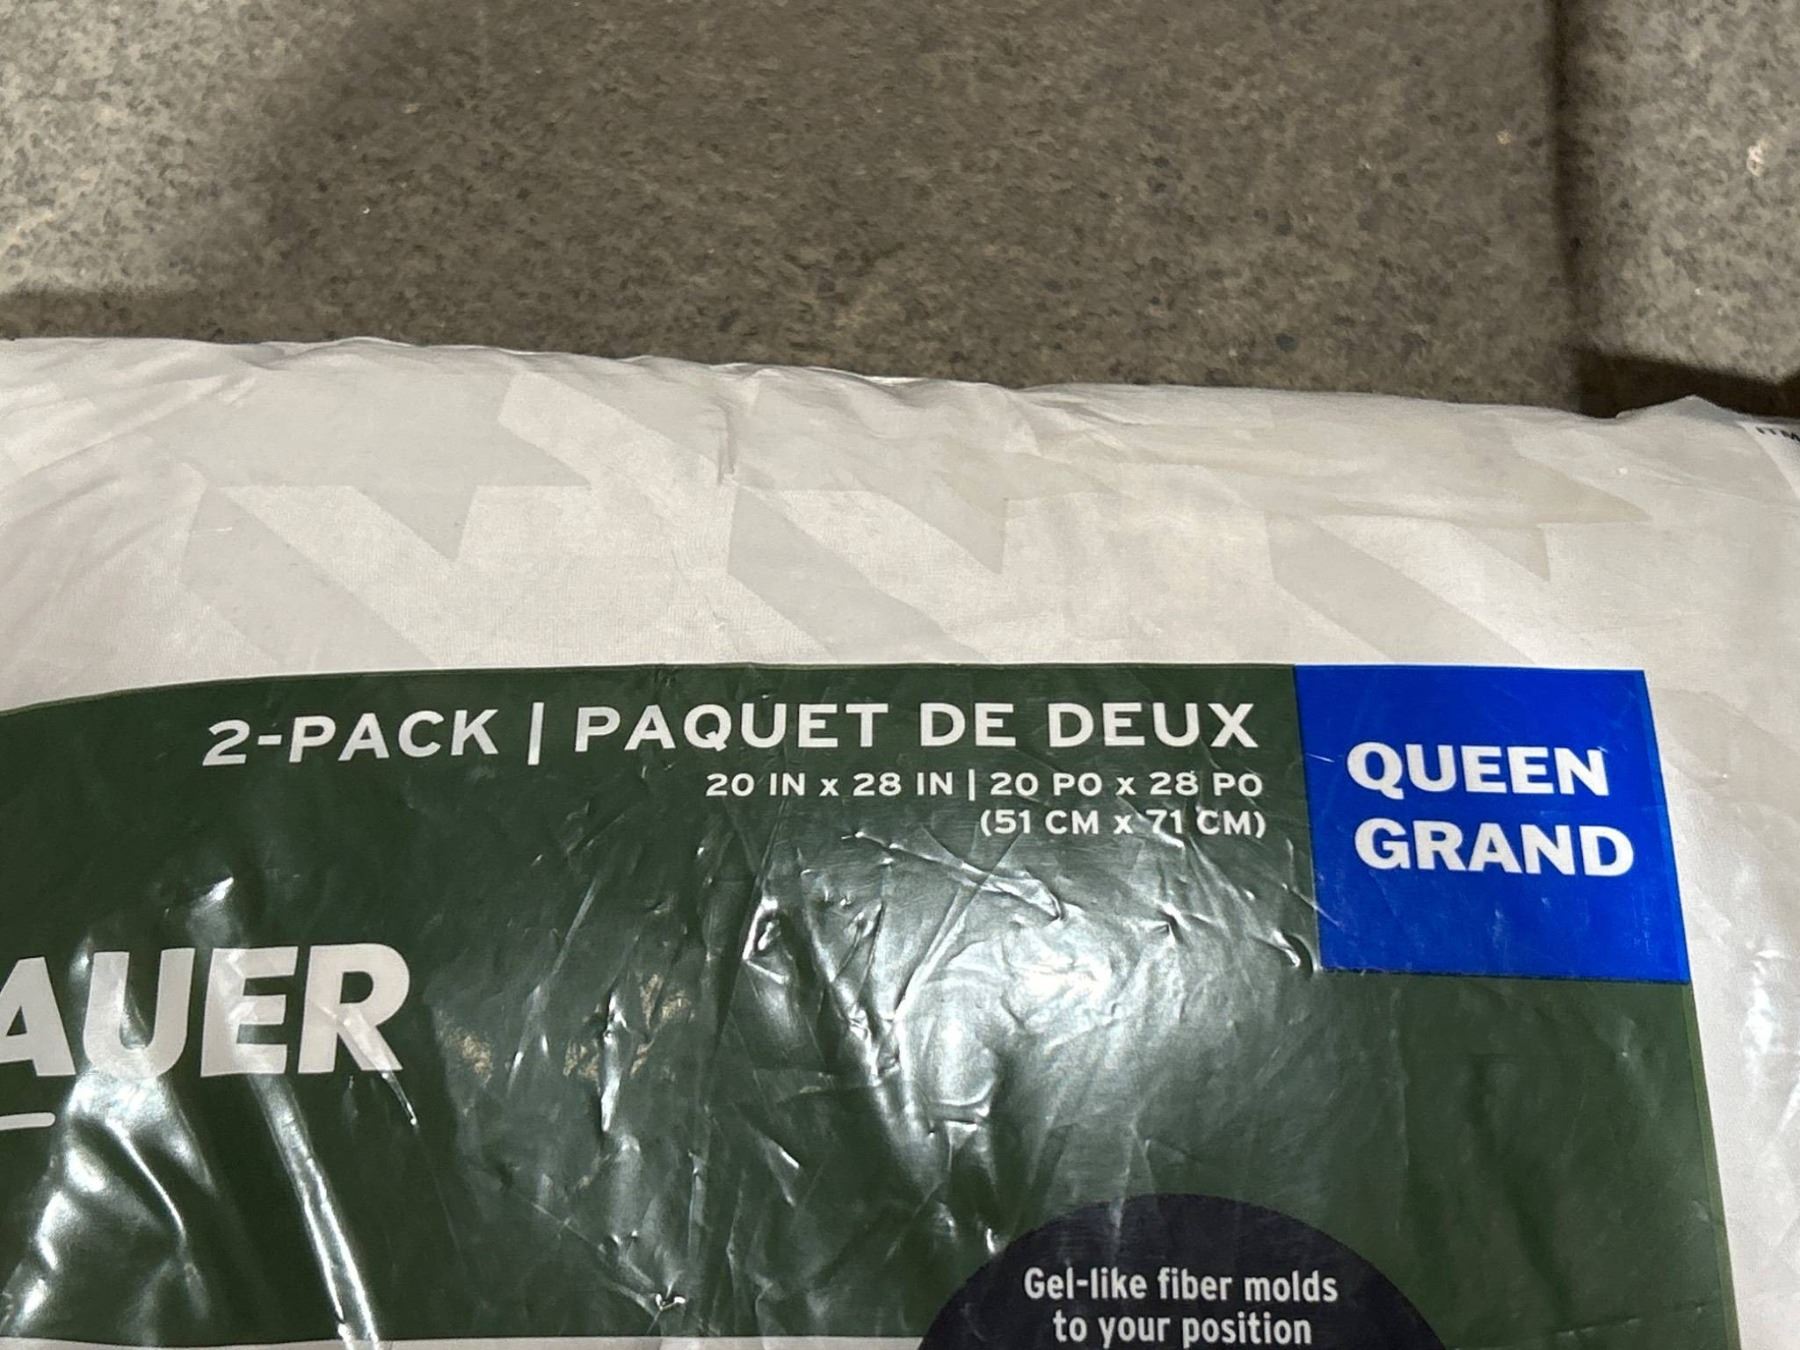 2-PACK | PAQUET DE DEUX
20 IN x 28 IN | 20 PO x 28 PO
(51 CM x 71 CM)
QUEEN
GRAND
AUER
Gel-like fiber molds
to your position